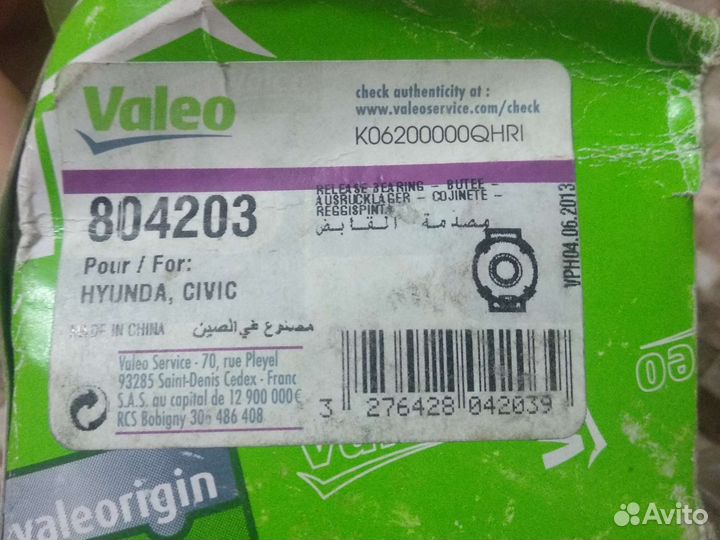 Valeo
check authenticity at :
www.valeoservice.com/check
K06200000QHRI
804203
RELEASE BEARING - BUTEE -
AUSRUCKLAGER - COJINETE -
REGGISPINTA
مصدمة القابض
VPH04.06.2013
Pour / For:
HYUNDA, CIVIC
MADE IN CHINA
مصنوع في الصين
Valeo Service - 70, rue Pleyel
93285 Saint-Denis Cedex - Franc
S.A.S. au capital de 12 900 000€
RCS Bobigny 30 486 408
3 276428 042039
valeorigin
Avito